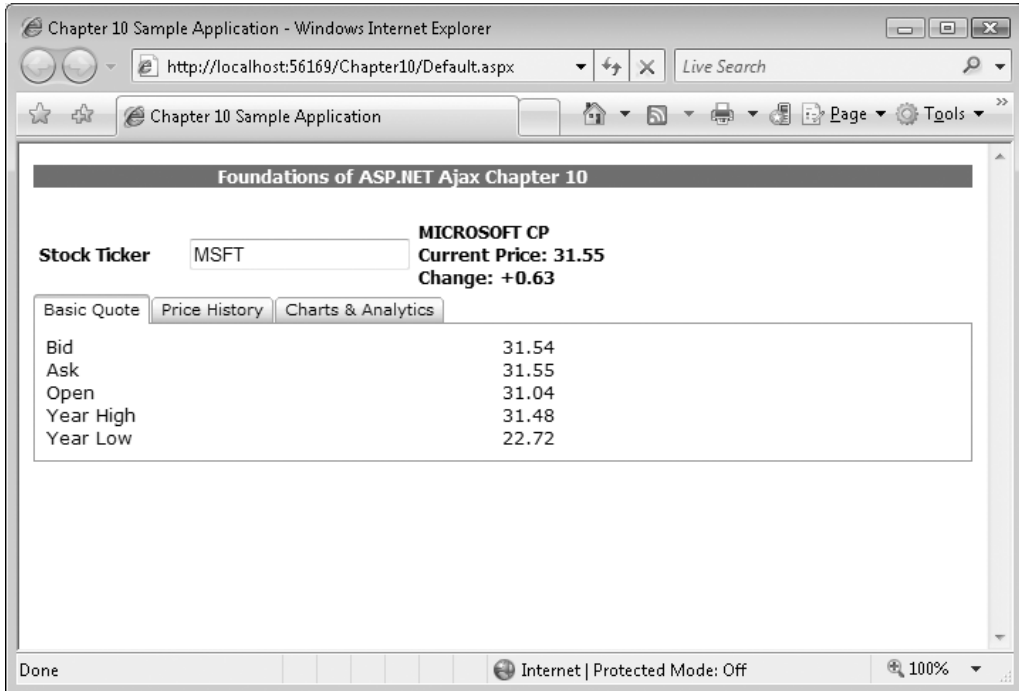 Chapter 10 Sample Application - Windows Internet Explorer
http://localhost:56169/Chapter10/Default.aspx
Live Search
Chapter 10 Sample Application
Page
Tools
Foundations of ASP.NET Ajax Chapter 10
MICROSOFT CP
Stock Ticker MSFT Current Price: 31.55
Change: +0.63
Basic Quote Price History Charts & Analytics
Bid 31.54
Ask 31.55
Open 31.04
Year High 31.48
Year Low 22.72
Done Internet | Protected Mode: Off 100%